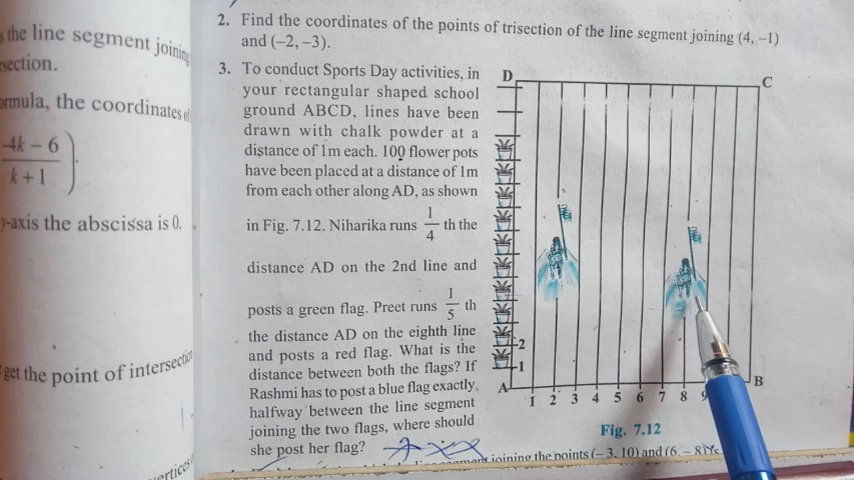 the line segment joining
section.
ormula, the coordinates
-4k – 6
k + 1
y-axis the abscissa is 0.
get the point of intersectio
ertices
2. Find the coordinates of the points of trisection of the line segment joining (4, –1)
and (–2, –3).
3. To conduct Sports Day activities, in
your rectangular shaped school
ground ABCD, lines have been
drawn with chalk powder at a
distance of 1m each. 100 flower pots
have been placed at a distance of 1m
from each other along AD, as shown
in Fig. 7.12. Niharika runs 1/4 th the
distance AD on the 2nd line and
posts a green flag. Preet runs 1/5 th
the distance AD on the eighth line
and posts a red flag. What is the
distance between both the flags? If
Rashmi has to post a blue flag exactly
halfway between the line segment
joining the two flags, where should
she post her flag?
D
C
2
1
A
B
1 2 3 4 5 6 7 8 9
Fig. 7.12
joining the points (– 3, 10) and (6, – 8)